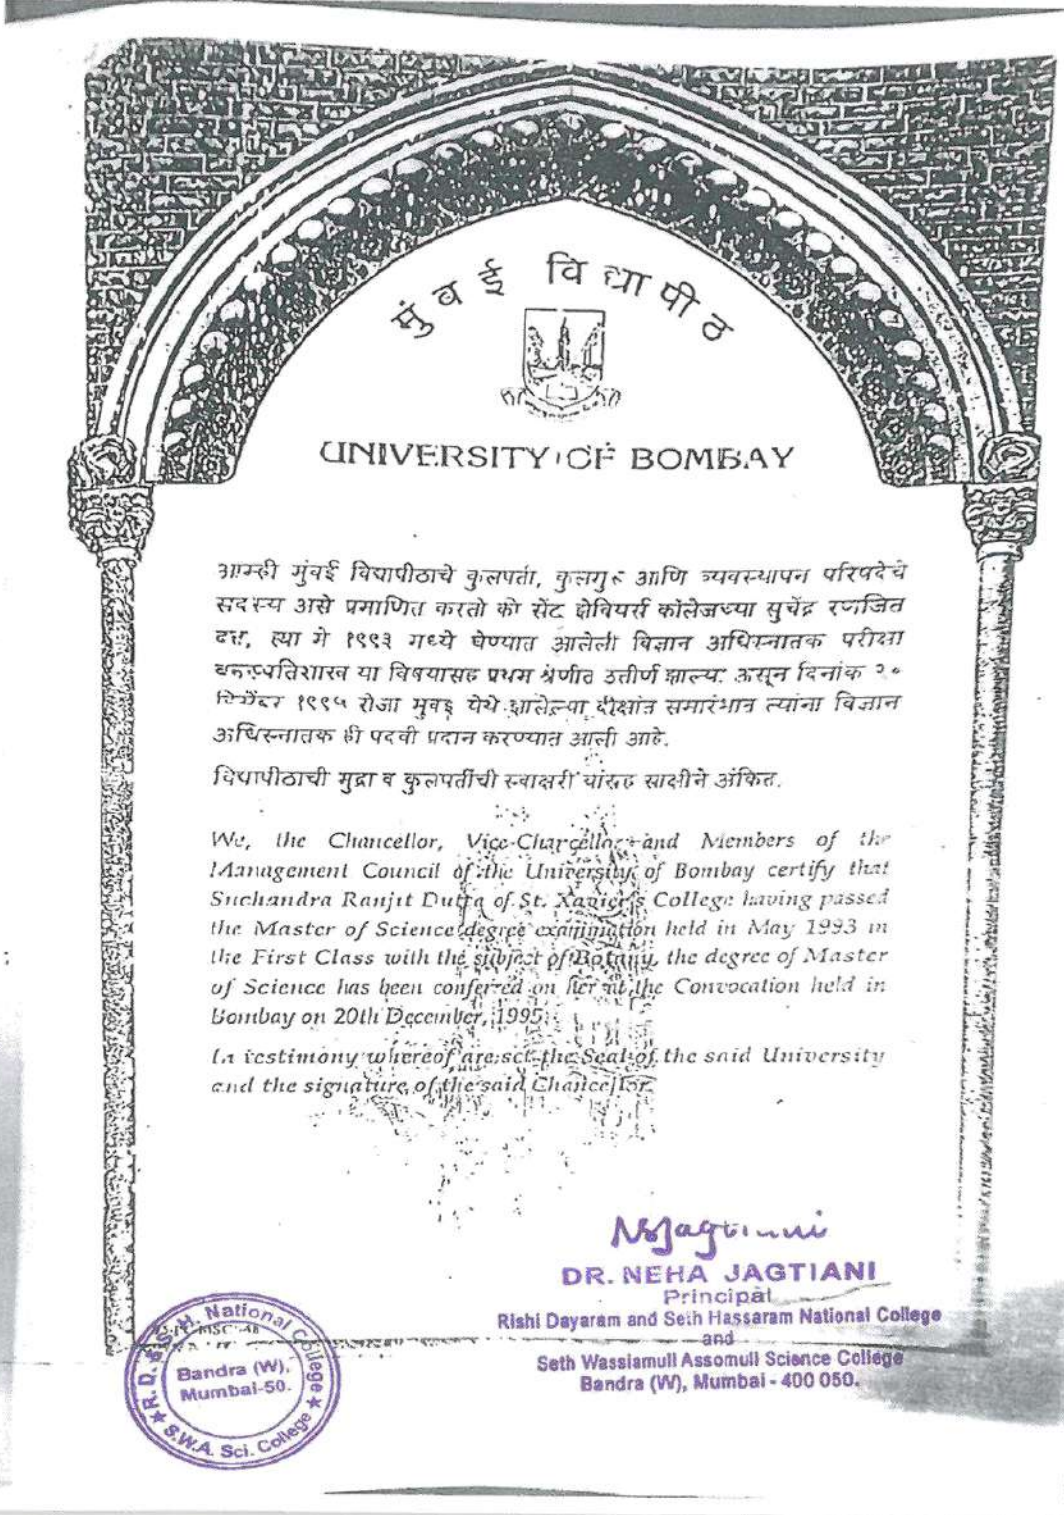 मुंबई विद्यापीठ
UNIVERSITY OF BOMBAY
आम्ही मुंबई विद्यापीठाचे कुलपती, कुलगुरू आणि व्यवस्थापन परिषदेचे
सदस्य असे प्रमाणित करतो की सेंट झेवियर्स कॉलेजच्या सुचेंद्र रणजित
दत्त, त्या मे १९९३ मध्ये घेण्यात आलेली विज्ञान अधिस्नातक परीक्षा
वनस्पतिशास्त्र या विषयासह प्रथम श्रेणीत उत्तीर्ण झाल्या असून दिनांक २०
डिसेंबर १९९५ रोजी मुंबई येथे झालेल्या दीक्षांत समारंभात त्यांना विज्ञान
अधिस्नातक ही पदवी प्रदान करण्यात आली आहे.
विद्यापीठाची मुद्रा व कुलपतींची स्वाक्षरी यांसह साक्षीने अंकित.
We, the Chancellor, Vice-Chancellor and Members of the
Management Council of the University of Bombay certify that
Suchandra Ranjit Dutta of St. Xavier's College having passed
the Master of Science degree examination held in May 1993 in
the First Class with the subject of Botany, the degree of Master
of Science has been conferred on her at the Convocation held in
Bombay on 20th December, 1995.
In testimony whereof are set the Seal of the said University
and the signature of the said Chancellor.
NSJagtiani
DR. NEHA JAGTIANI
Principal
Rishi Dayaram and Seth Hassaram National College
and
Seth Wassiamull Assomull Science College
Bandra (W), Mumbai - 400 050.
R. D. & S. H. National College
Bandra (W),
Mumbai-50.
S.W.A. Sci. College